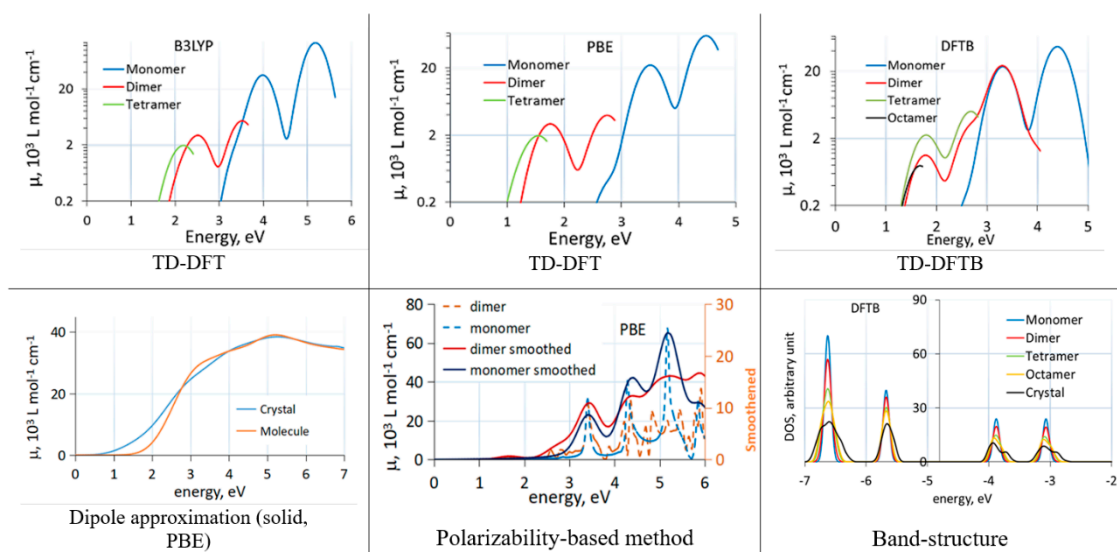 B3LYP
μ, 10³ L mol⁻¹ cm⁻¹
20
2
0.2
Monomer
Dimer
Tetramer
0 1 2 3 4 5 6
Energy, eV
TD-DFT
PBE
μ, 10³ L mol⁻¹ cm⁻¹
20
2
0.2
Monomer
Dimer
Tetramer
0 1 2 3 4 5
Energy, eV
TD-DFT
DFTB
μ, 10³ L mol⁻¹ cm⁻¹
20
2
0.2
Monomer
Dimer
Tetramer
Octamer
0 1 2 3 4 5
Energy, eV
TD-DFTB
μ, 10³ L mol⁻¹ cm⁻¹
40
20
0
Crystal
Molecule
0 1 2 3 4 5 6 7
energy, eV
Dipole approximation (solid,
PBE)
μ, 10³ L mol⁻¹ cm⁻¹
80
60
40
20
0
dimer
monomer
dimer smoothed
monomer smoothed
PBE
30
20
10
0
Smoothened
0 1 2 3 4 5 6
energy, eV
Polarizability-based method
DFTB
DOS, arbitrary unit
90
60
30
0
Monomer
Dimer
Tetramer
Octamer
Crystal
-7 -6 -5 -4 -3 -2
energy, eV
Band-structure